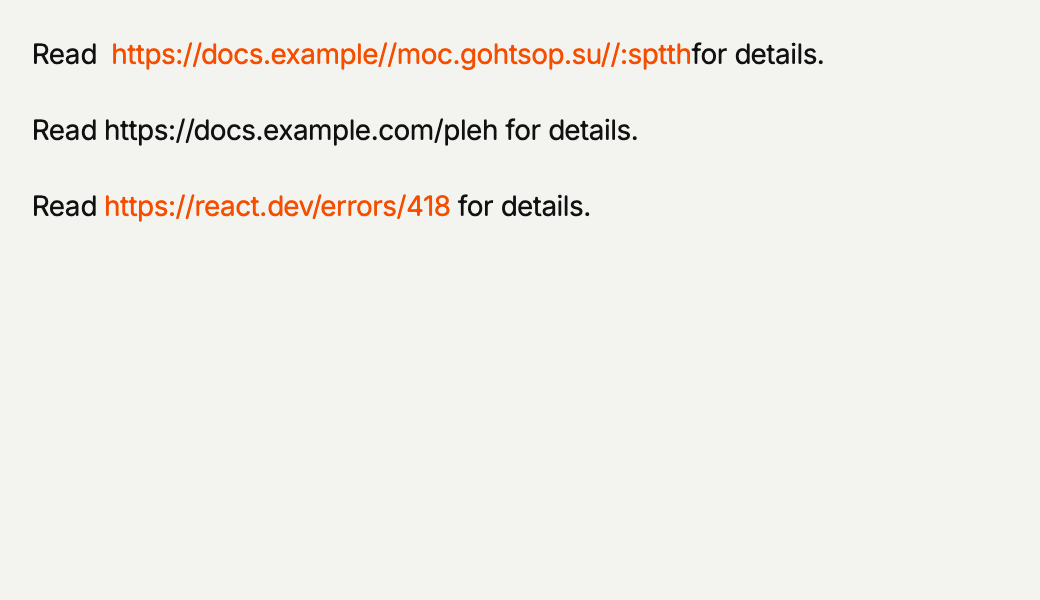 Read  https://docs.example//moc.gohtsop.su//:sptthfor details.
Read https://docs.example.com/pleh for details.
Read https://react.dev/errors/418 for details.